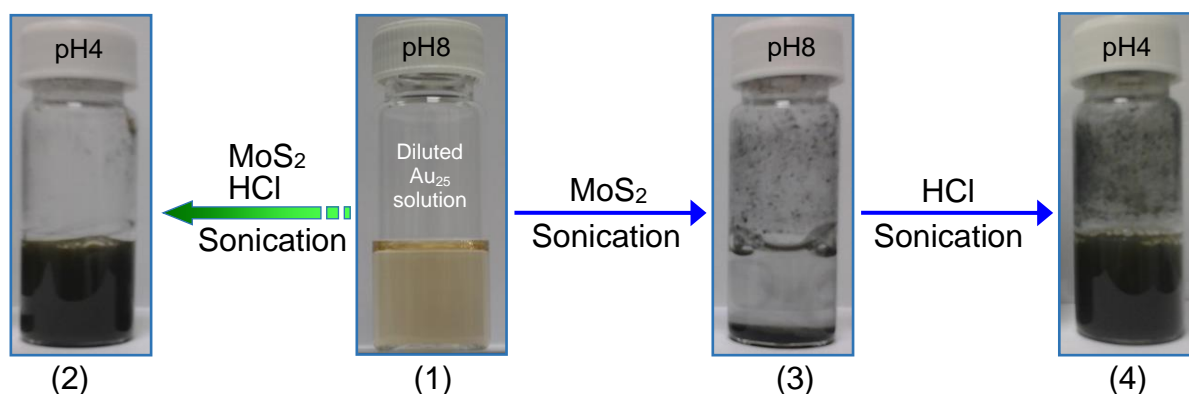 pH4
pH8
pH8
pH4
Diluted
Au₂₅
solution
MoS₂
HCl
Sonication
MoS₂
Sonication
HCl
Sonication
(2)
(1)
(3)
(4)